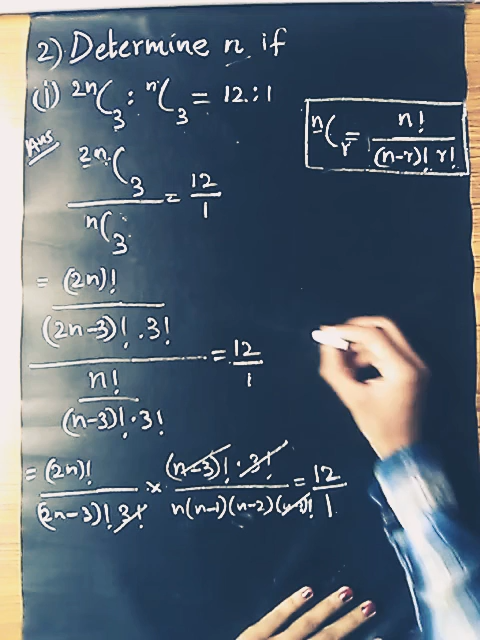 2) Determine n if
(i) ²ⁿC₃ : ⁿC₃ = 12 : 1
ⁿCᵣ = n! / (n-r)! r!
Ans
²ⁿC₃ / ⁿC₃ = 12/1
= (2n)! / (2n-3)! . 3!
n! / (n-3)! . 3! = 12/1
= (2n)! / (2n-3)! 3! × (n-3)! . 3! / n(n-1)(n-2)(n-3)! = 12/1